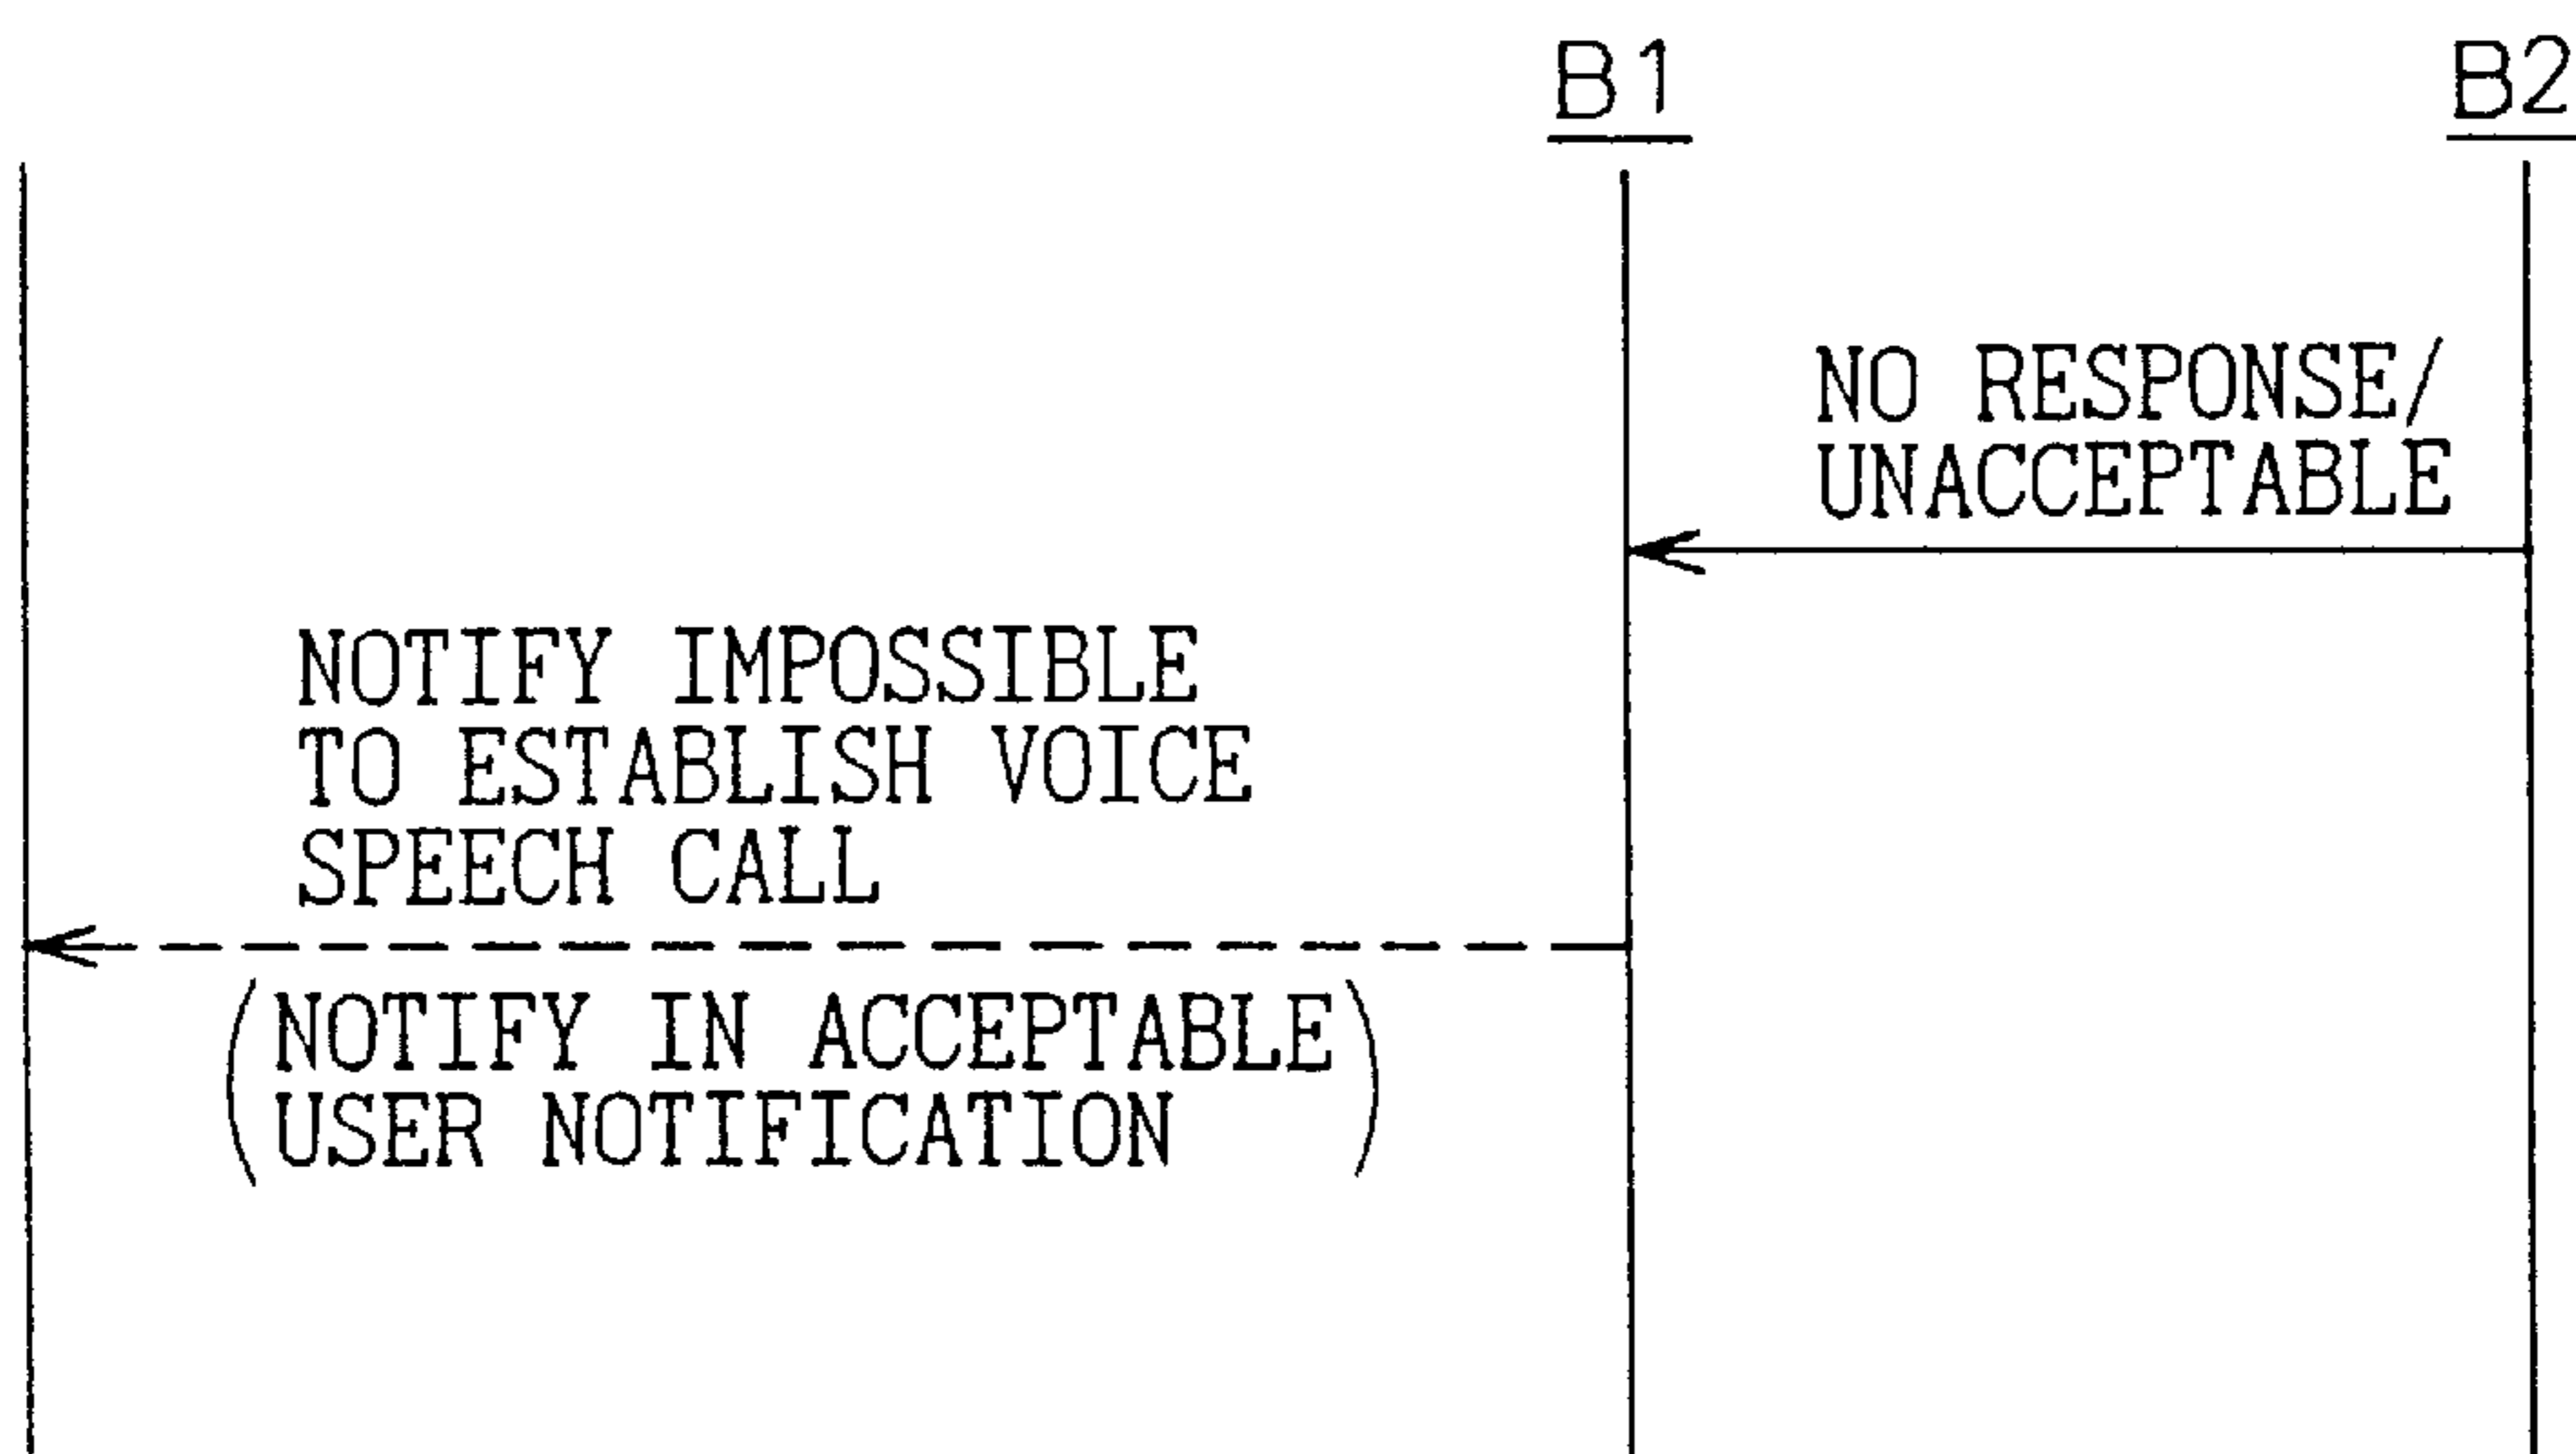 B1
B2
NO RESPONSE/
UNACCEPTABLE
NOTIFY IMPOSSIBLE
TO ESTABLISH VOICE
SPEECH CALL
(NOTIFY IN ACCEPTABLE
USER NOTIFICATION)